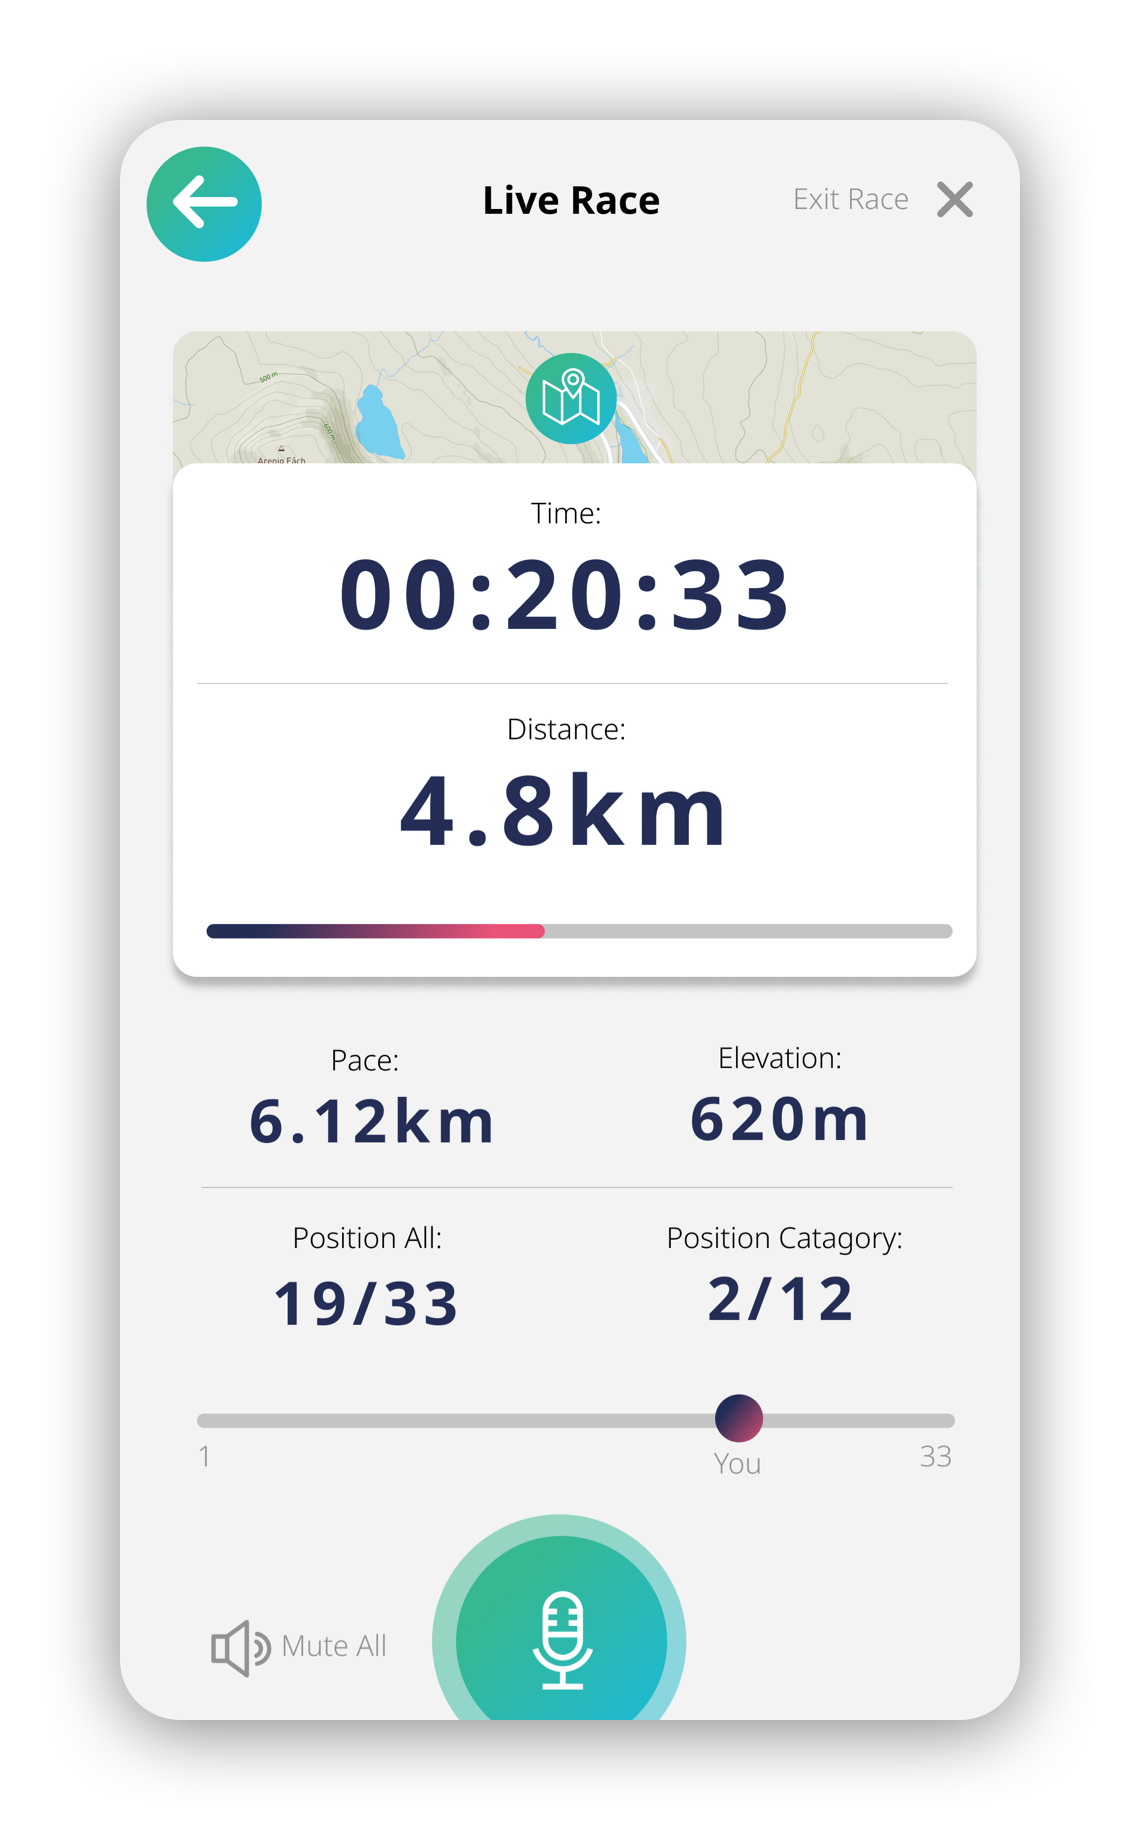 Live Race
Exit Race
500 m
600 m
Arenig Fach
Time:
00:20:33
Distance:
4.8km
Pace:
Elevation:
6.12km
620m
Position All:
Position Catagory:
19/33
2/12
1
You
33
Mute All